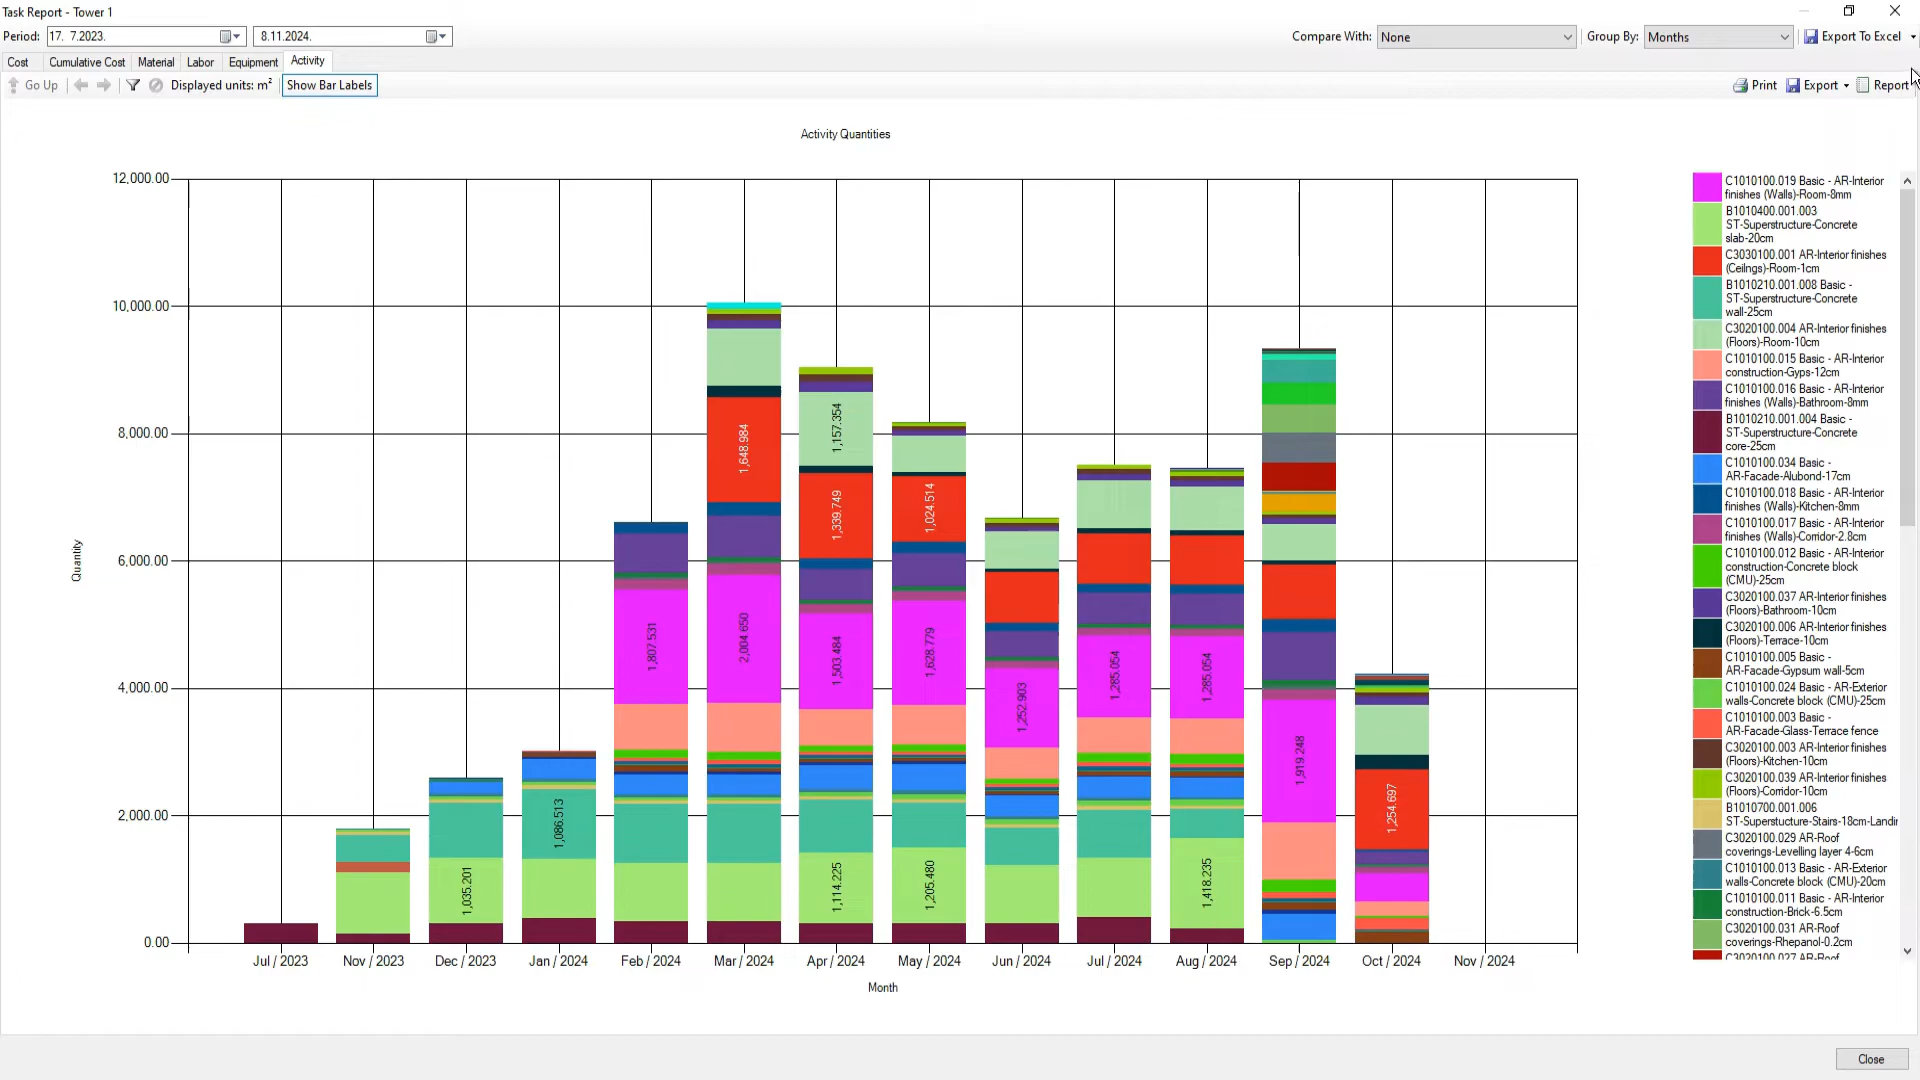 Task Report - Tower 1
Period: 17. 7.2023. 8.11.2024. Compare With: None Group By: Months Export To Excel
Cost Cumulative Cost Material Labor Equipment Activity
Go Up Displayed units: m² Show Bar Labels Print Export Report
Activity Quantities
Quantity
12,000.00
10,000.00
8,000.00
6,000.00
4,000.00
2,000.00
0.00
1,035.201
1,086.513
1,807.531
1,648.984
2,004.650
1,157.354
1,339.749
1,503.484
1,114.225
1,024.514
1,628.779
1,205.480
1,252.903
1,285.054
1,285.054
1,418.235
1,919.248
1,254.697
Jul / 2023 Nov / 2023 Dec / 2023 Jan / 2024 Feb / 2024 Mar / 2024 Apr / 2024 May / 2024 Jun / 2024 Jul / 2024 Aug / 2024 Sep / 2024 Oct / 2024 Nov / 2024
Month
C1010100.019 Basic - AR-Interior
finishes (Walls)-Room-8mm
B1010400.001.003
ST-Superstructure-Concrete
slab-20cm
C3030100.001 AR-Interior finishes
(Ceilngs)-Room-1cm
B1010210.001.008 Basic -
ST-Superstructure-Concrete
wall-25cm
C3020100.004 AR-Interior finishes
(Floors)-Room-10cm
C1010100.015 Basic - AR-Interior
construction-Gyps-12cm
C1010100.016 Basic - AR-Interior
finishes (Walls)-Bathroom-8mm
B1010210.001.004 Basic -
ST-Superstructure-Concrete
core-25cm
C1010100.034 Basic -
AR-Facade-Alubond-17cm
C1010100.018 Basic - AR-Interior
finishes (Walls)-Kitchen-8mm
C1010100.017 Basic - AR-Interior
finishes (Walls)-Corridor-2.8cm
C1010100.012 Basic - AR-Interior
construction-Concrete block
(CMU)-25cm
C3020100.037 AR-Interior finishes
(Floors)-Bathroom-10cm
C3020100.006 AR-Interior finishes
(Floors)-Terrace-10cm
C1010100.005 Basic -
AR-Facade-Gypsum wall-5cm
C1010100.024 Basic - AR-Exterior
walls-Concrete block (CMU)-25cm
C1010100.003 Basic -
AR-Facade-Glass-Terrace fence
C3020100.003 AR-Interior finishes
(Floors)-Kitchen-10cm
C3020100.039 AR-Interior finishes
(Floors)-Corridor-10cm
B1010700.001.006
ST-Superstucture-Stairs-18cm-Landir
C3020100.029 AR-Roof
coverings-Levelling layer 4-6cm
C1010100.013 Basic - AR-Exterior
walls-Concrete block (CMU)-20cm
C1010100.011 Basic - AR-Interior
construction-Brick-6.5cm
C3020100.031 AR-Roof
coverings-Rhepanol-0.2cm
C3020100.027 AR-Roof
Close